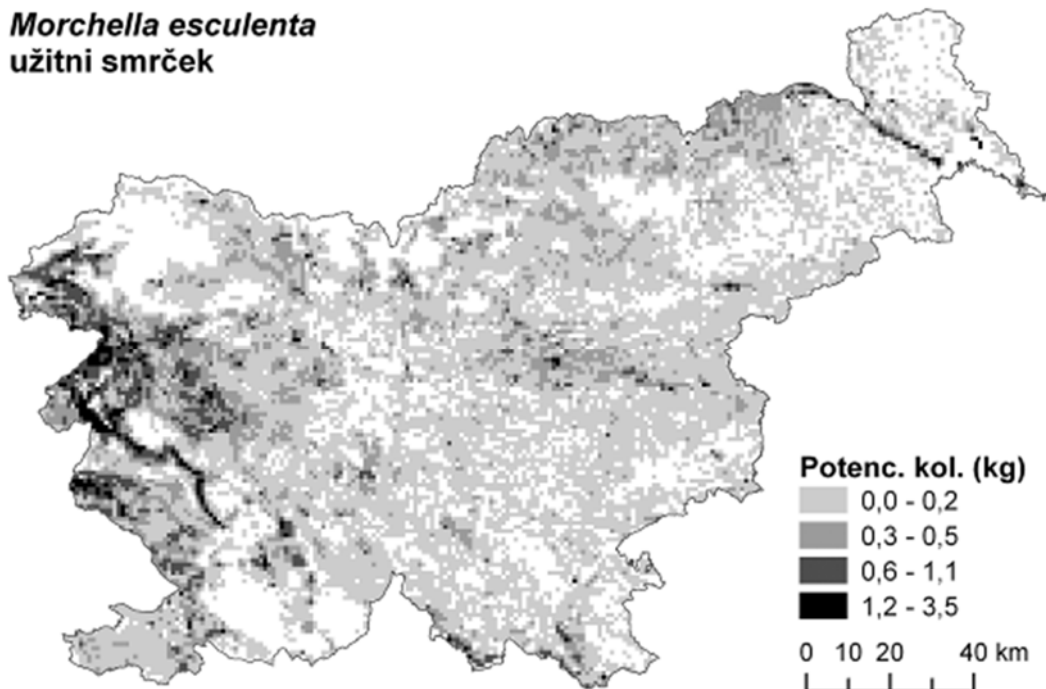 Morchella esculenta
užitni smrček
Potenc. kol. (kg)
0,0 - 0,2
0,3 - 0,5
0,6 - 1,1
1,2 - 3,5
0 10 20 40 km